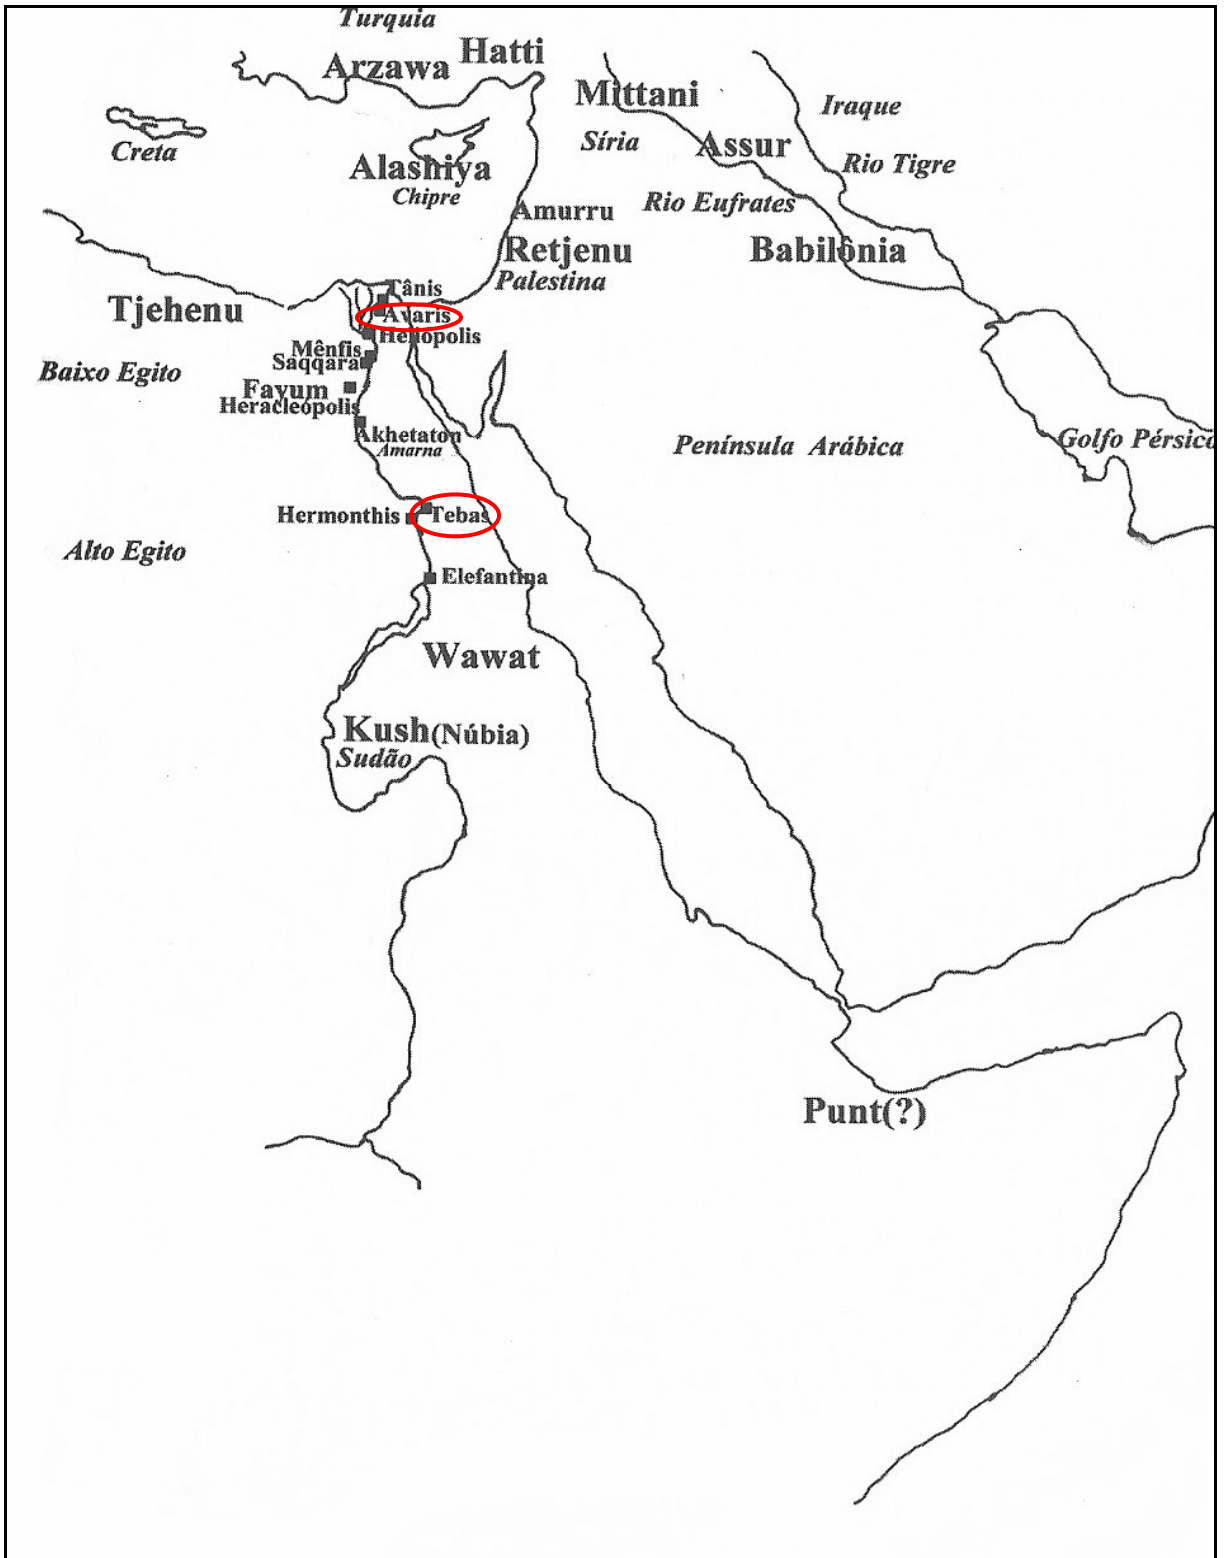 Turquia
Hatti
Arzawa
Mittani
Iraque
Creta
Síria
Assur
Rio Tigre
Alashiya
Chipre
Amurru
Rio Eufrates
Retjenu
Babilônia
Palestina
Tânis
Tjehenu
Avaris
Heliópolis
Mênfis
Saqqara
Baixo Egito
Fayum
Heracleópolis
Akhetaton
Amarna
Península Arábica
Golfo Pérsico
Hermonthis
Tebas
Alto Egito
Elefantina
Wawat
Kush(Núbia)
Sudão
Punt(?)